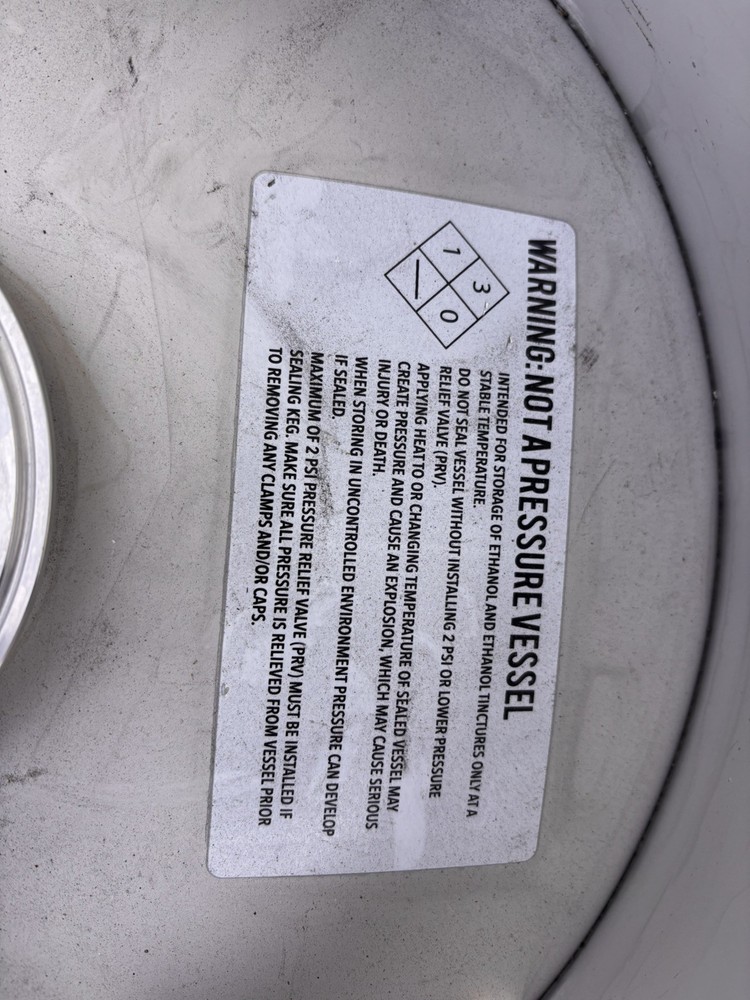 WARNING: NOT A PRESSURE VESSEL
3
1
0
INTENDED FOR STORAGE OF ETHANOL AND ETHANOL TINCTURES ONLY AT A
STABLE TEMPERATURE.
DO NOT SEAL VESSEL WITHOUT INSTALLING 2 PSI OR LOWER PRESSURE
RELIEF VALVE (PRV).
APPLYING HEAT TO OR CHANGING TEMPERATURE OF SEALED VESSEL MAY
CREATE PRESSURE AND CAUSE AN EXPLOSION, WHICH MAY CAUSE SERIOUS
INJURY OR DEATH.
WHEN STORING IN UNCONTROLLED ENVIRONMENT PRESSURE CAN DEVELOP
IF SEALED.
MAXIMUM OF 2 PSI PRESSURE RELIEF VALVE (PRV) MUST BE INSTALLED IF
SEALING KEG. MAKE SURE ALL PRESSURE IS RELIEVED FROM VESSEL PRIOR
TO REMOVING ANY CLAMPS AND/OR CAPS.